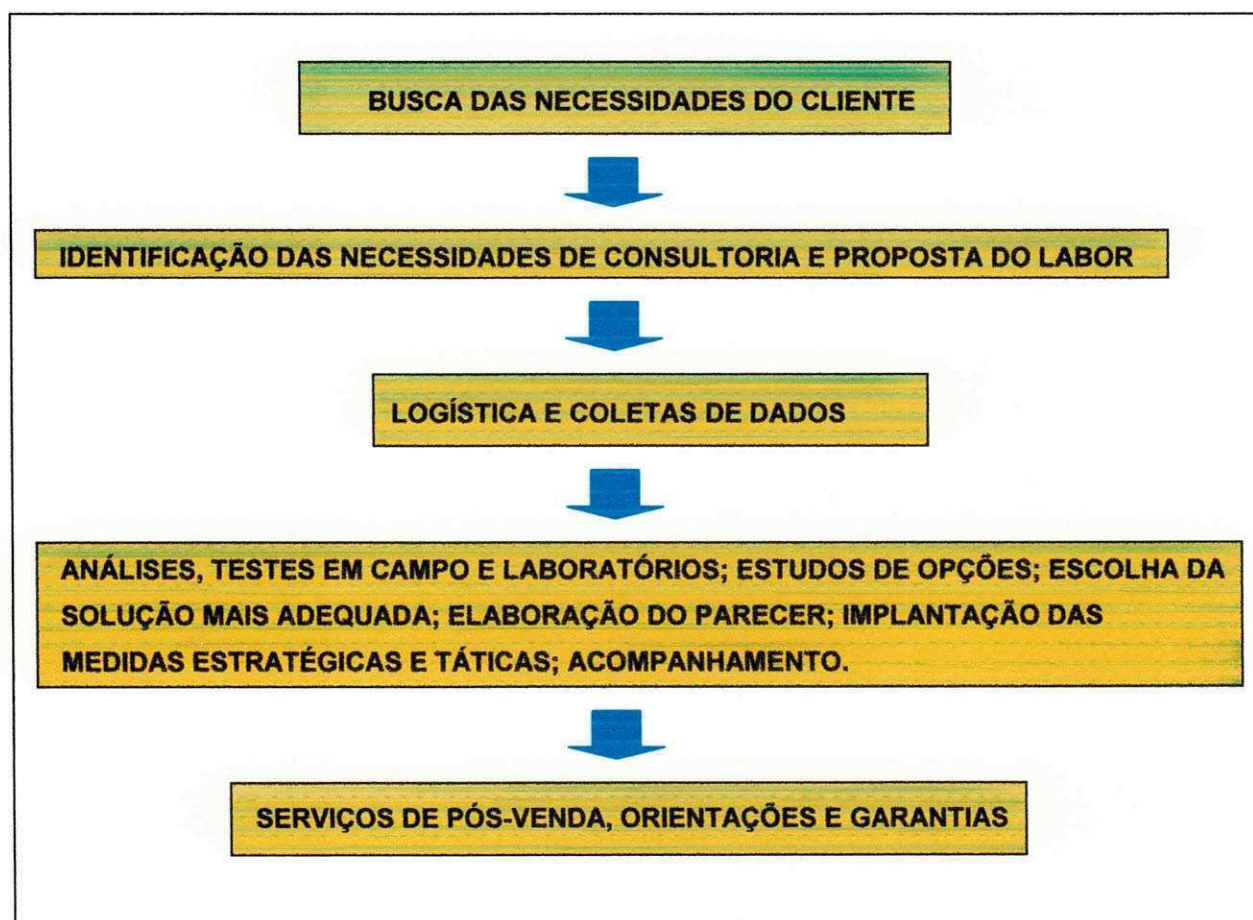 BUSCA DAS NECESSIDADES DO CLIENTE
IDENTIFICAÇÃO DAS NECESSIDADES DE CONSULTORIA E PROPOSTA DO LABOR
LOGÍSTICA E COLETAS DE DADOS
ANÁLISES, TESTES EM CAMPO E LABORATÓRIOS; ESTUDOS DE OPÇÕES; ESCOLHA DA
SOLUÇÃO MAIS ADEQUADA; ELABORAÇÃO DO PARECER; IMPLANTAÇÃO DAS
MEDIDAS ESTRATÉGICAS E TÁTICAS; ACOMPANHAMENTO.
SERVIÇOS DE PÓS-VENDA, ORIENTAÇÕES E GARANTIAS